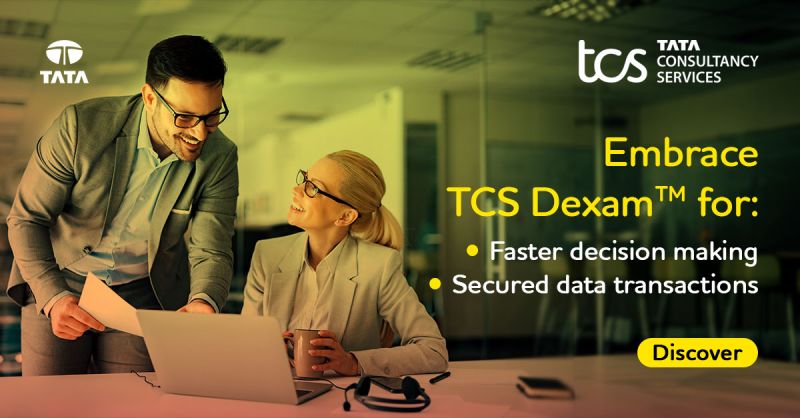 TATA
tcs
TATA
CONSULTANCY
SERVICES
Embrace
TCS Dexam™ for:
• Faster decision making
• Secured data transactions
Discover